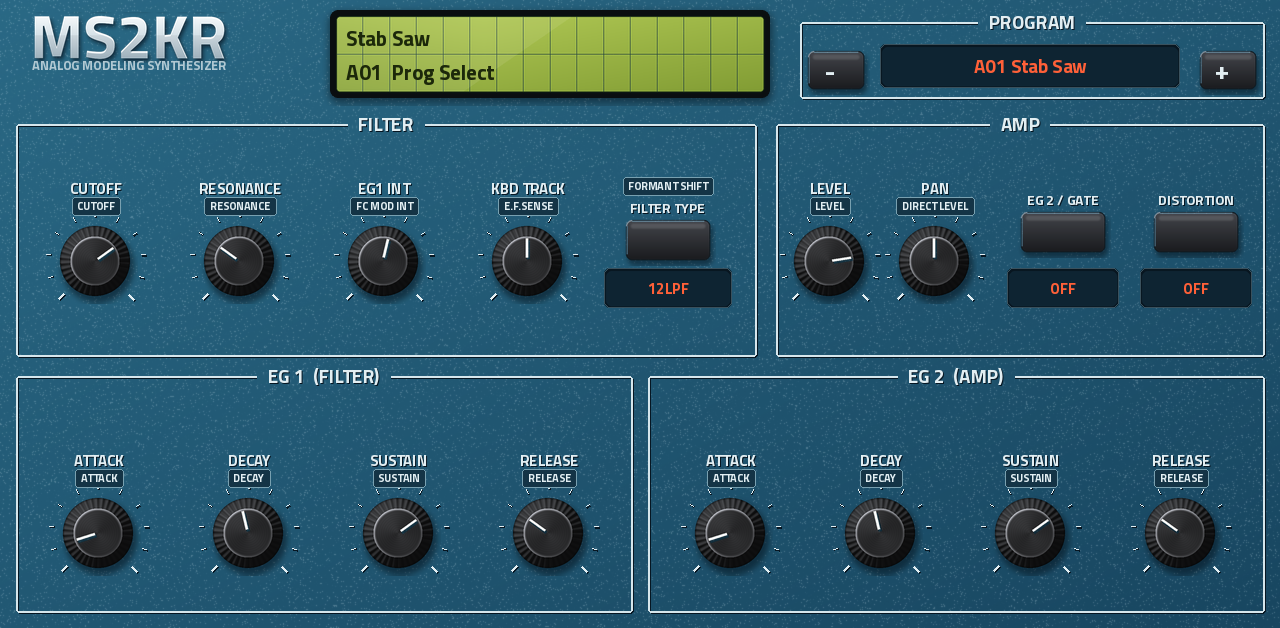 MS2KR
ANALOG MODELING SYNTHESIZER
Stab Saw
A01 Prog Select
PROGRAM
-
A01 Stab Saw
+
FILTER
CUTOFF
CUTOFF
RESONANCE
RESONANCE
EG1 INT
FC MOD INT
KBD TRACK
E.F.SENSE
FORMANT SHIFT
FILTER TYPE
12LPF
AMP
LEVEL
LEVEL
PAN
DIRECT LEVEL
EG 2 / GATE
OFF
DISTORTION
OFF
EG 1 (FILTER)
ATTACK
ATTACK
DECAY
DECAY
SUSTAIN
SUSTAIN
RELEASE
RELEASE
EG 2 (AMP)
ATTACK
ATTACK
DECAY
DECAY
SUSTAIN
SUSTAIN
RELEASE
RELEASE